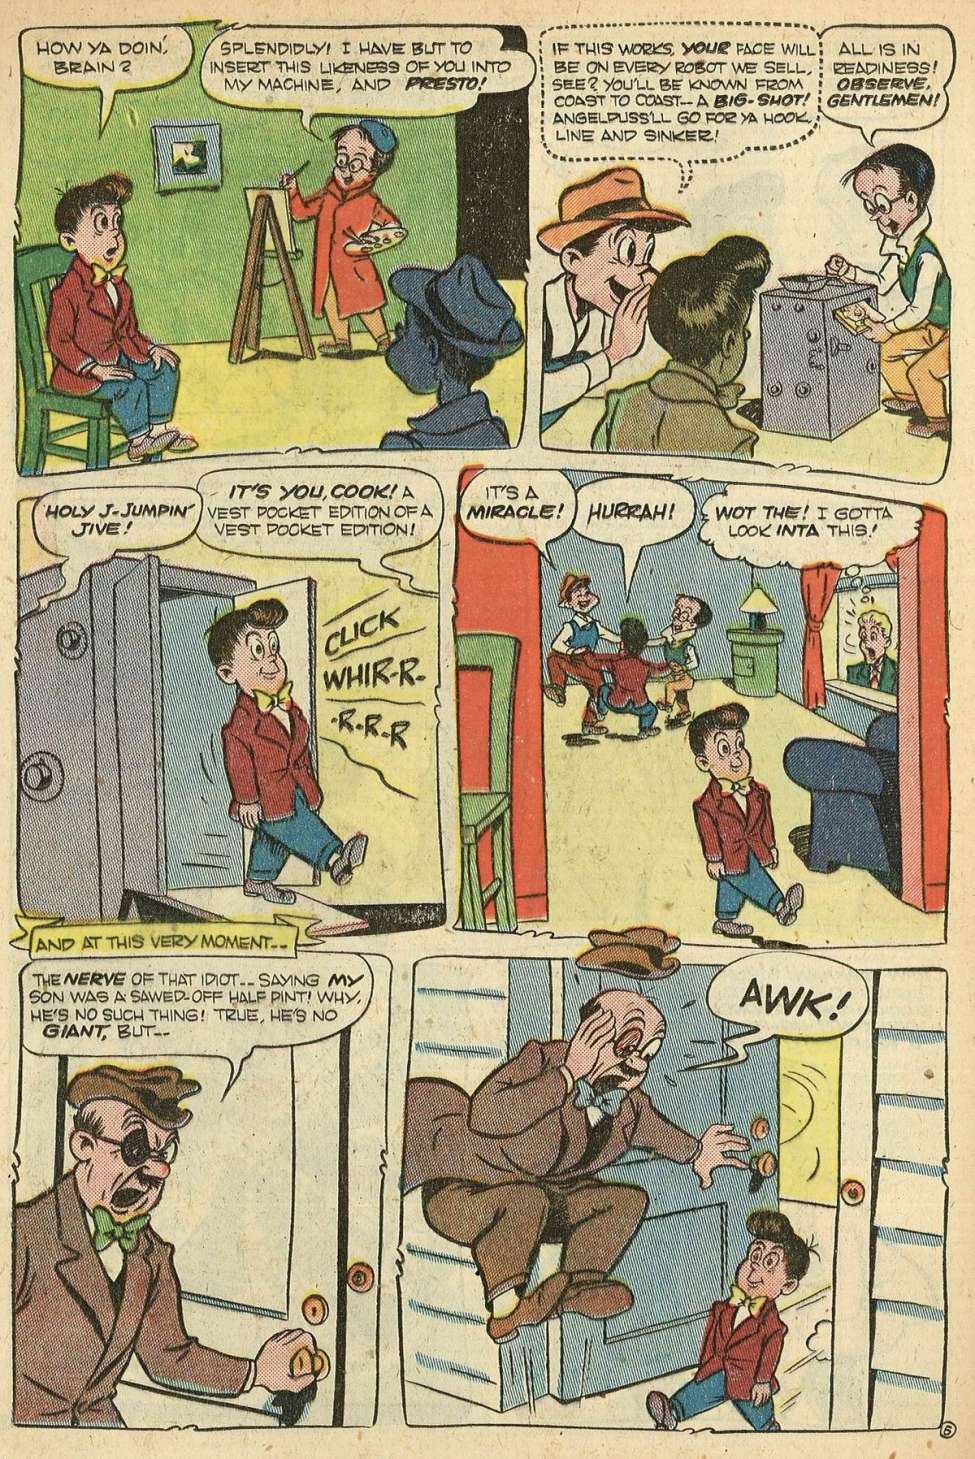 HOW YA DOIN',
BRAIN?
SPLENDIDLY! I HAVE BUT TO
INSERT THIS LIKENESS OF YOU INTO
MY MACHINE, AND PRESTO!
IF THIS WORKS, YOUR FACE WILL
BE ON EVERY ROBOT WE SELL,
SEE? YOU'LL BE KNOWN FROM
COAST TO COAST-- A BIG-SHOT!
ANGELPUSS'LL GO FOR YA HOOK,
LINE AND SINKER!
ALL IS IN
READINESS!
OBSERVE,
GENTLEMEN!
HOLY J-JUMPIN'
JIVE!
IT'S YOU, COOK! A
VEST POCKET EDITION OF A
VEST POCKET EDITION!
CLICK
WHIR-R-
-R-R-R
IT'S A
MIRACLE!
HURRAH!
WOT THE! I GOTTA
LOOK INTA THIS!
AND AT THIS VERY MOMENT--
THE NERVE OF THAT IDIOT-- SAYING MY
SON WAS A SAWED-OFF HALF PINT! WHY,
HE'S NO SUCH THING! TRUE, HE'S NO
GIANT, BUT--
AWK!
5